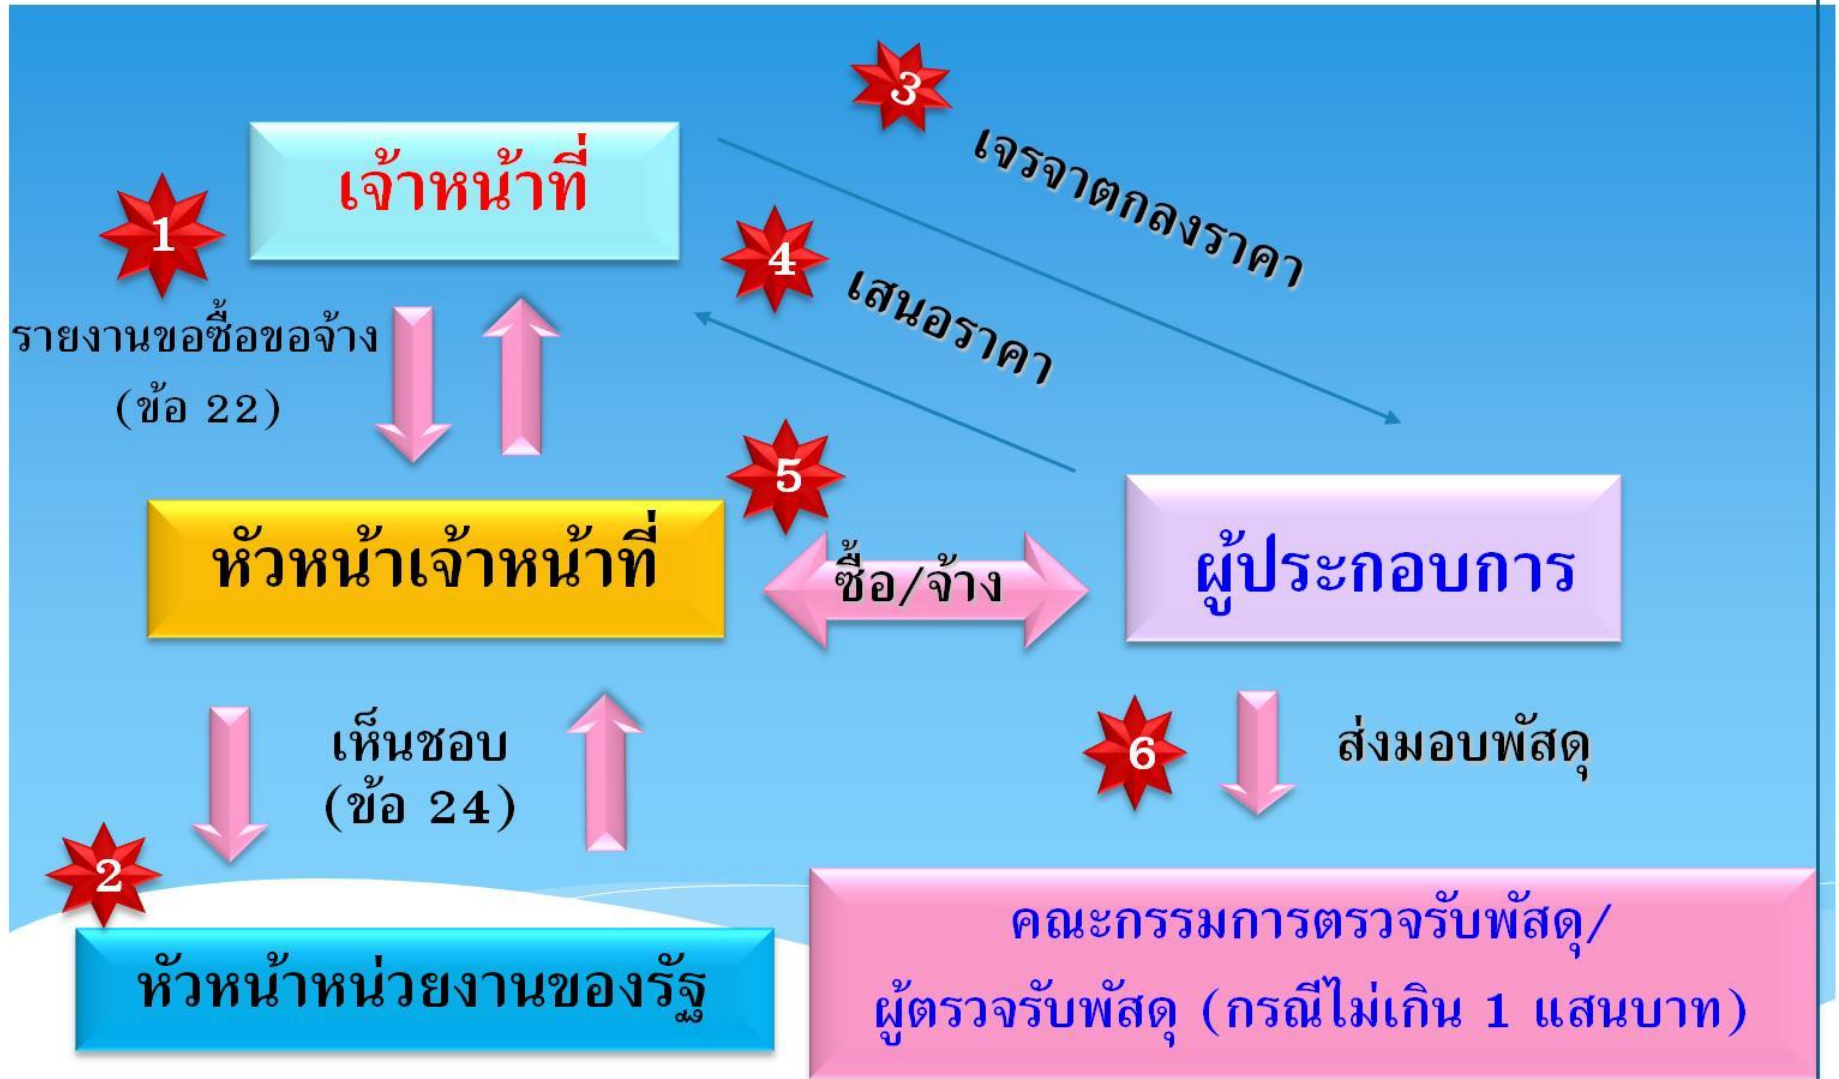 3
เจรจาตกลงราคา
เจ้าหน้าที่
1
4
เสนอราคา
รายงานขอซื้อขอจ้าง
(ข้อ 22)
5
หัวหน้าเจ้าหน้าที่
ซื้อ/จ้าง
ผู้ประกอบการ
เห็นชอบ
(ข้อ 24)
6
ส่งมอบพัสดุ
2
หัวหน้าหน่วยงานของรัฐ
คณะกรรมการตรวจรับพัสดุ/
ผู้ตรวจรับพัสดุ (กรณีไม่เกิน 1 แสนบาท)